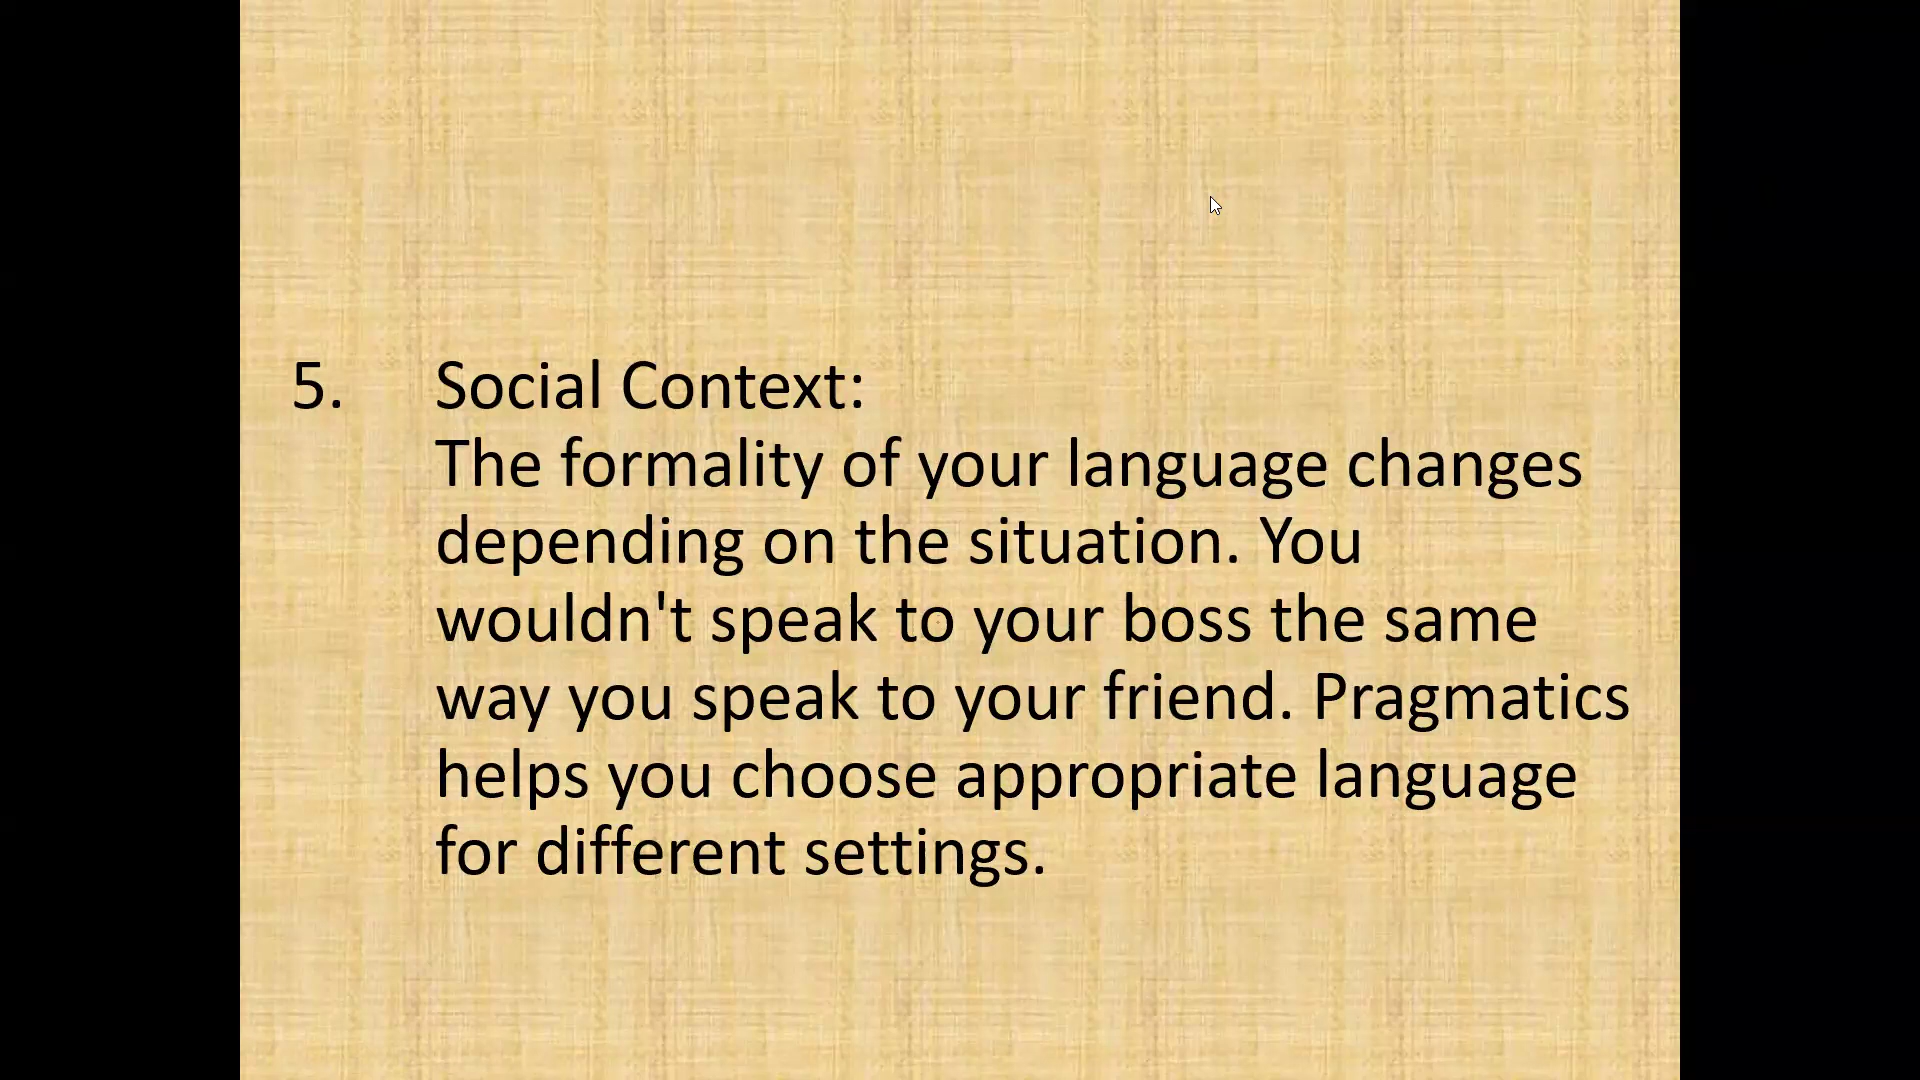 5. Social Context:
The formality of your language changes
depending on the situation. You
wouldn't speak to your boss the same
way you speak to your friend. Pragmatics
helps you choose appropriate language
for different settings.